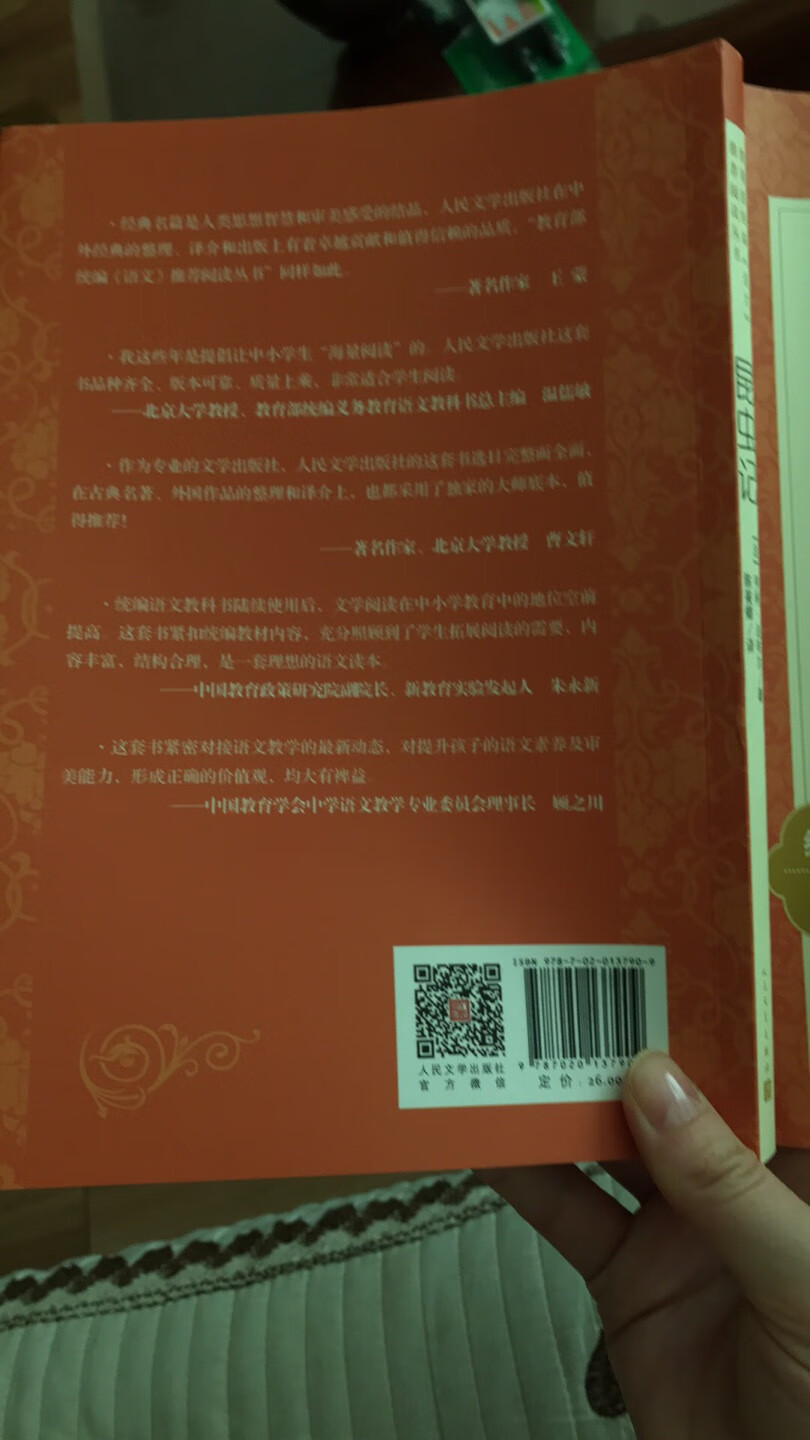 ·经典名篇是人类思想智慧和审美感受的结晶，人民文学出版社在中
外经典的整理、译介和出版上有着卓越贡献和值得信赖的品质，“教育部
统编《语文》推荐阅读丛书”同样如此。
——著名作家　王蒙
·我这些年是提倡让中小学生“海量阅读”的。人民文学出版社这套
书品种齐全、版本可靠、质量上乘，非常适合学生阅读。
——北京大学教授、教育部统编义务教育语文教科书总主编　温儒敏
·作为专业的文学出版社，人民文学出版社的这套书选目完整而全面，
在古典名著、外国作品的整理和译介上，也都采用了独家的大师底本，值
得推荐！
——著名作家、北京大学教授　曹文轩
·统编语文教科书陆续使用后，文学阅读在中小学教育中的地位空前
提高。这套书紧扣统编教材内容，充分照顾到了学生拓展阅读的需要，内
容丰富、结构合理，是一套理想的语文读本。
——中国教育政策研究院副院长、新教育实验发起人　朱永新
·这套书紧密对接语文教学的最新动态，对提升孩子的语文素养及审
美能力，形成正确的价值观，均大有裨益。
——中国教育学会中学语文教学专业委员会理事长　顾之川
ISBN 978-7-02-013790-9
9 787020 1379
人民文学出版社
官方微信
定价：26.00
昆虫记